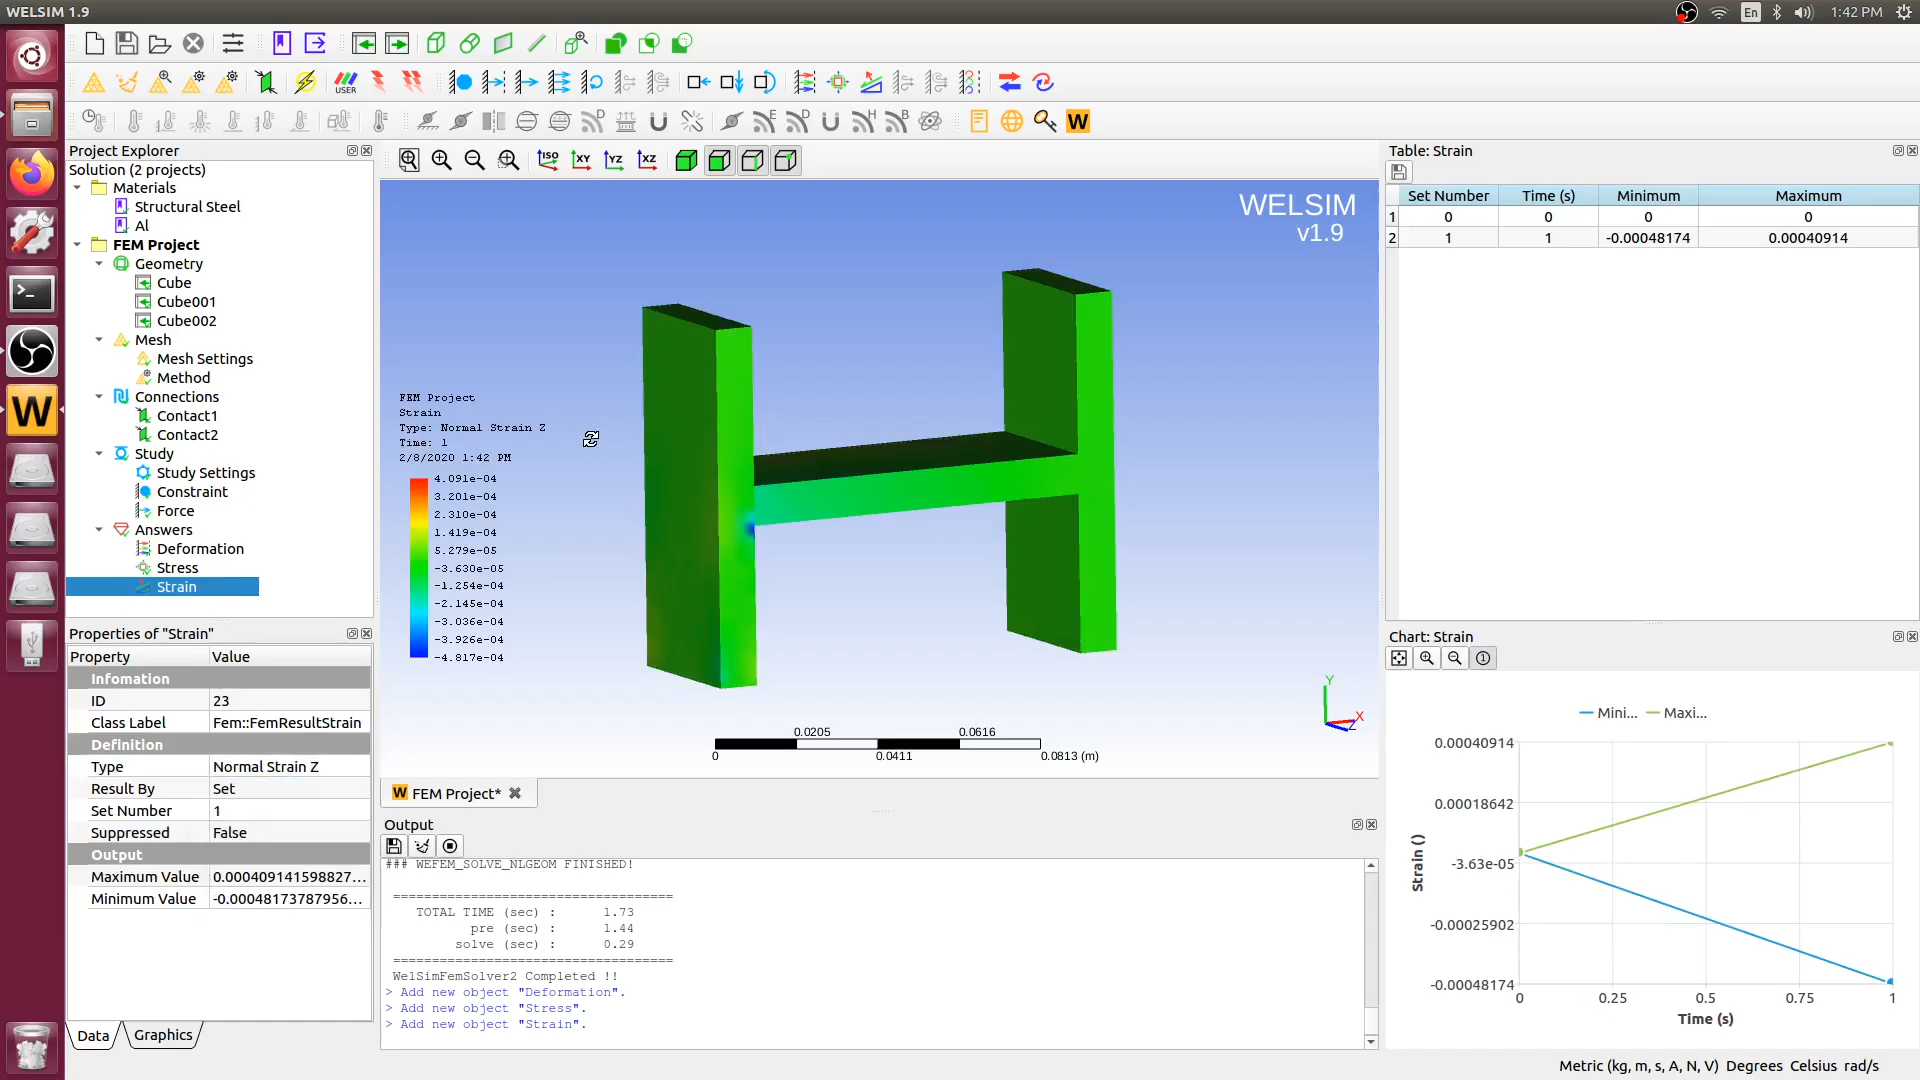 WELSIM 1.9
En
1:42 PM
USER
D
E
D
H
B
W
Project Explorer
Solution (2 projects)
Materials
Structural Steel
Al
FEM Project
Geometry
Cube
Cube001
Cube002
Mesh
Mesh Settings
Method
Connections
Contact1
Contact2
Study
Study Settings
Constraint
Force
Answers
Deformation
Stress
Strain
Properties of "Strain"
Property Value
Infomation
ID 23
Class Label Fem::FemResultStrain
Definition
Type Normal Strain Z
Result By Set
Set Number 1
Suppressed False
Output
Maximum Value 0.000409141598827...
Minimum Value -0.00048173787956...
Data Graphics
ISO XY YZ XZ
WELSIM
v1.9
FEM Project
Strain
Type: Normal Strain Z
Time: 1
2/8/2020 1:42 PM
4.091e-04
3.201e-04
2.310e-04
1.419e-04
5.279e-05
-3.630e-05
-1.254e-04
-2.145e-04
-3.036e-04
-3.926e-04
-4.817e-04
0.0205 0.0616
0 0.0411 0.0813 (m)
Y
X
Z
W FEM Project*
Output
### WEFEM_SOLVE_NLGEOM FINISHED!
====================================
TOTAL TIME (sec) : 1.73
pre (sec) : 1.44
solve (sec) : 0.29
====================================
WelSimFemSolver2 Completed !!
> Add new object "Deformation".
> Add new object "Stress".
> Add new object "Strain".
Table: Strain
Set Number Time (s) Minimum Maximum
1 0 0 0 0
2 1 1 -0.00048174 0.00040914
Chart: Strain
Mini... Maxi...
0.00040914
0.00018642
-3.63e-05
-0.00025902
-0.00048174
Strain ()
0 0.25 0.5 0.75 1
Time (s)
Metric (kg, m, s, A, N, V) Degrees Celsius rad/s